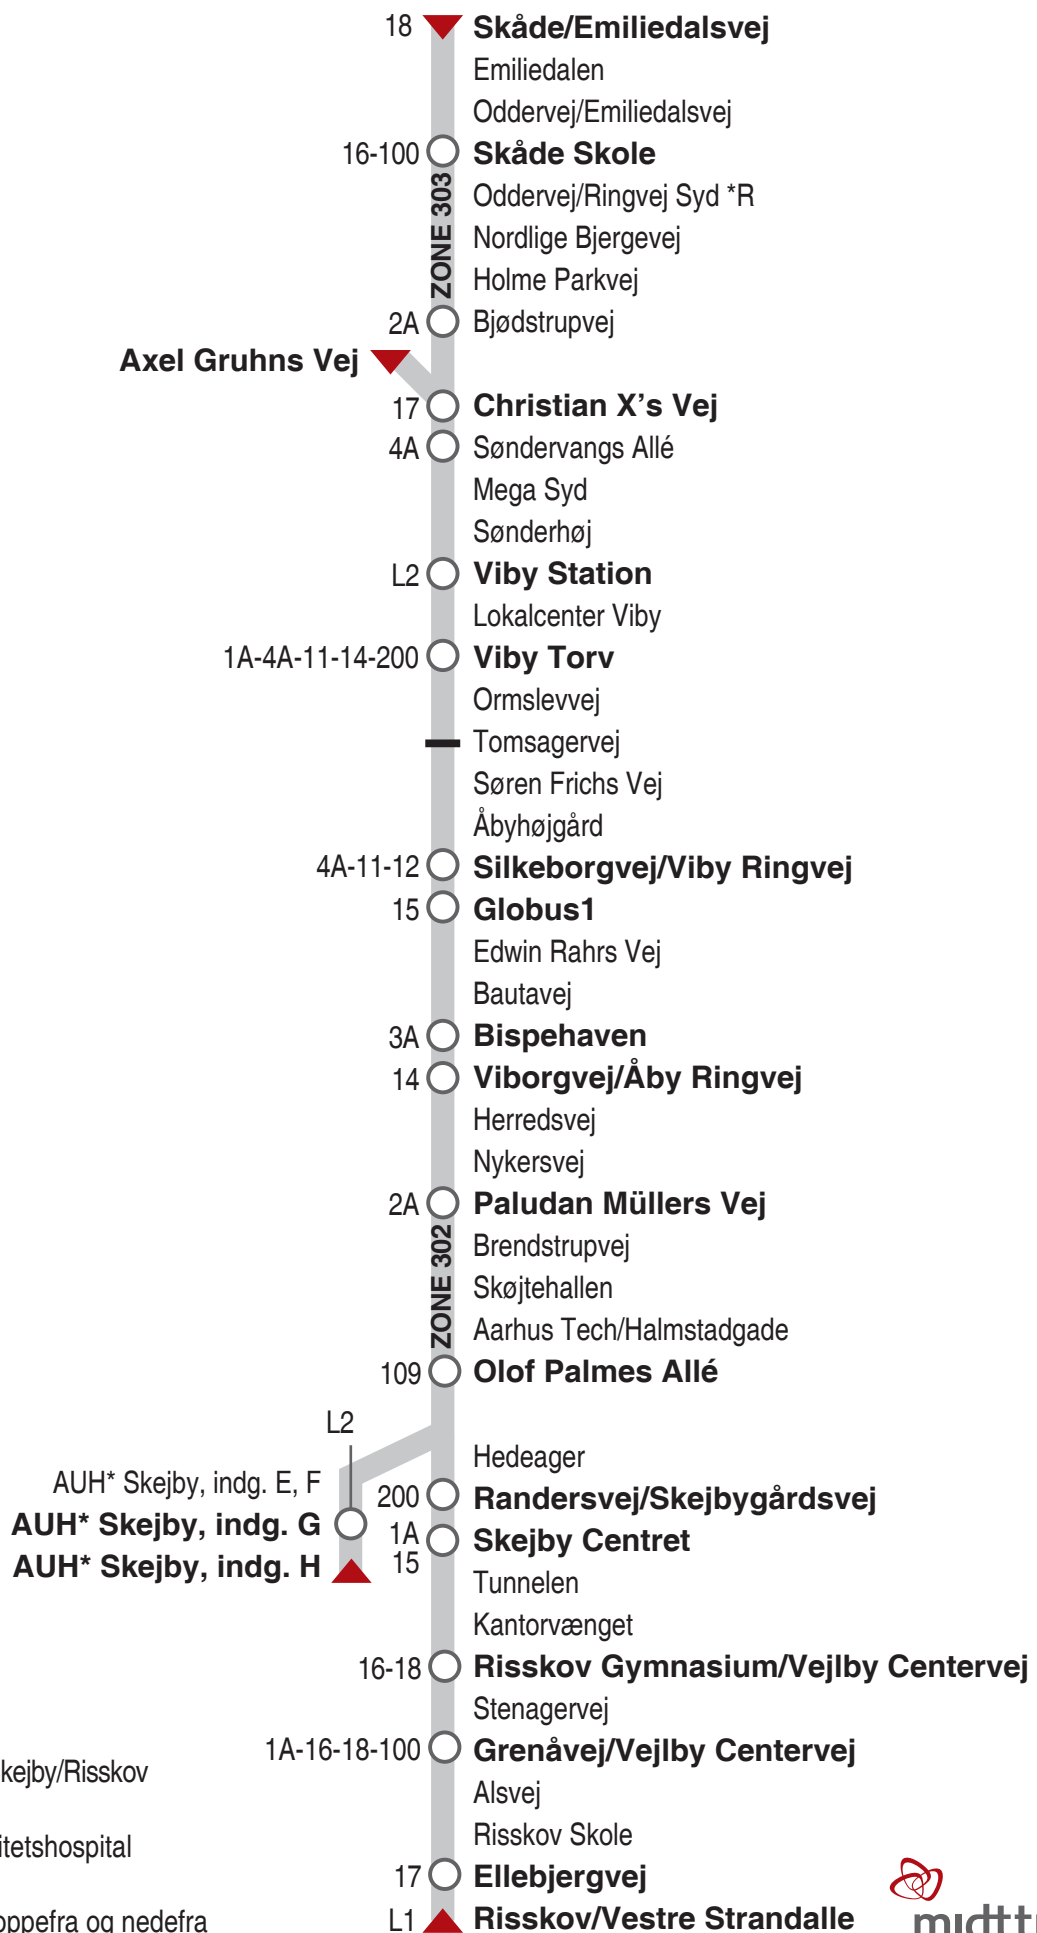 18 Skåde/Emiliedalsvej
Emiliedalen
Oddervej/Emiliedalsvej
16-100 Skåde Skole
ZONE 303
Oddervej/Ringvej Syd *R
Nordlige Bjergevej
Holme Parkvej
2A Bjødstrupvej
Axel Gruhns Vej
17 Christian X's Vej
4A Søndervangs Allé
Mega Syd
Sønderhøj
L2 Viby Station
Lokalcenter Viby
1A-4A-11-14-200 Viby Torv
Ormslevvej
Tomsagervej
Søren Frichs Vej
Åbyhøjgård
4A-11-12 Silkeborgvej/Viby Ringvej
15 Globus1
Edwin Rahrs Vej
Bautavej
3A Bispehaven
14 Viborgvej/Åby Ringvej
Herredsvej
Nykersvej
2A Paludan Müllers Vej
ZONE 302
Brendstrupvej
Skøjtehallen
Aarhus Tech/Halmstadgade
109 Olof Palmes Allé
L2
Hedeager
AUH* Skejby, indg. E, F
200 Randersvej/Skejbygårdsvej
AUH* Skejby, indg. G
1A Skejby Centret
15
AUH* Skejby, indg. H
Tunnelen
Kantorvænget
16-18 Risskov Gymnasium/Vejlby Centervej
Stenagervej
1A-16-18-100 Grenåvej/Vejlby Centervej
kejby/Risskov
Alsvej
Risskov Skole
itetshospital
17 Ellebjergvej
oppefra og nedefra
L1 Risskov/Vestre Strandalle
midttr